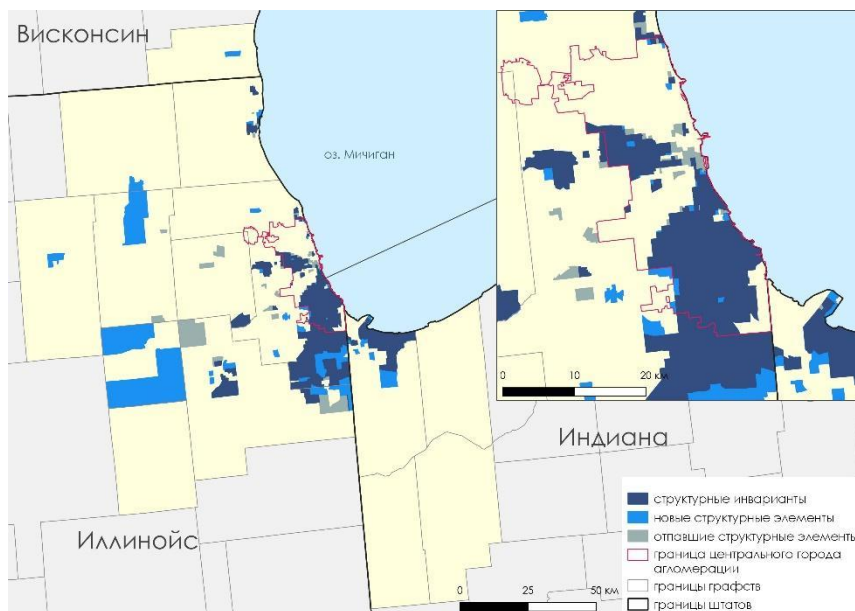 Висконсин
оз. Мичиган
0 10 20 км
Индиана
Иллинойс
структурные инварианты
новые структурные элементы
отпавшие структурные элементы
граница центрального города
агломерации
границы графств
границы штатов
0 25 50 км